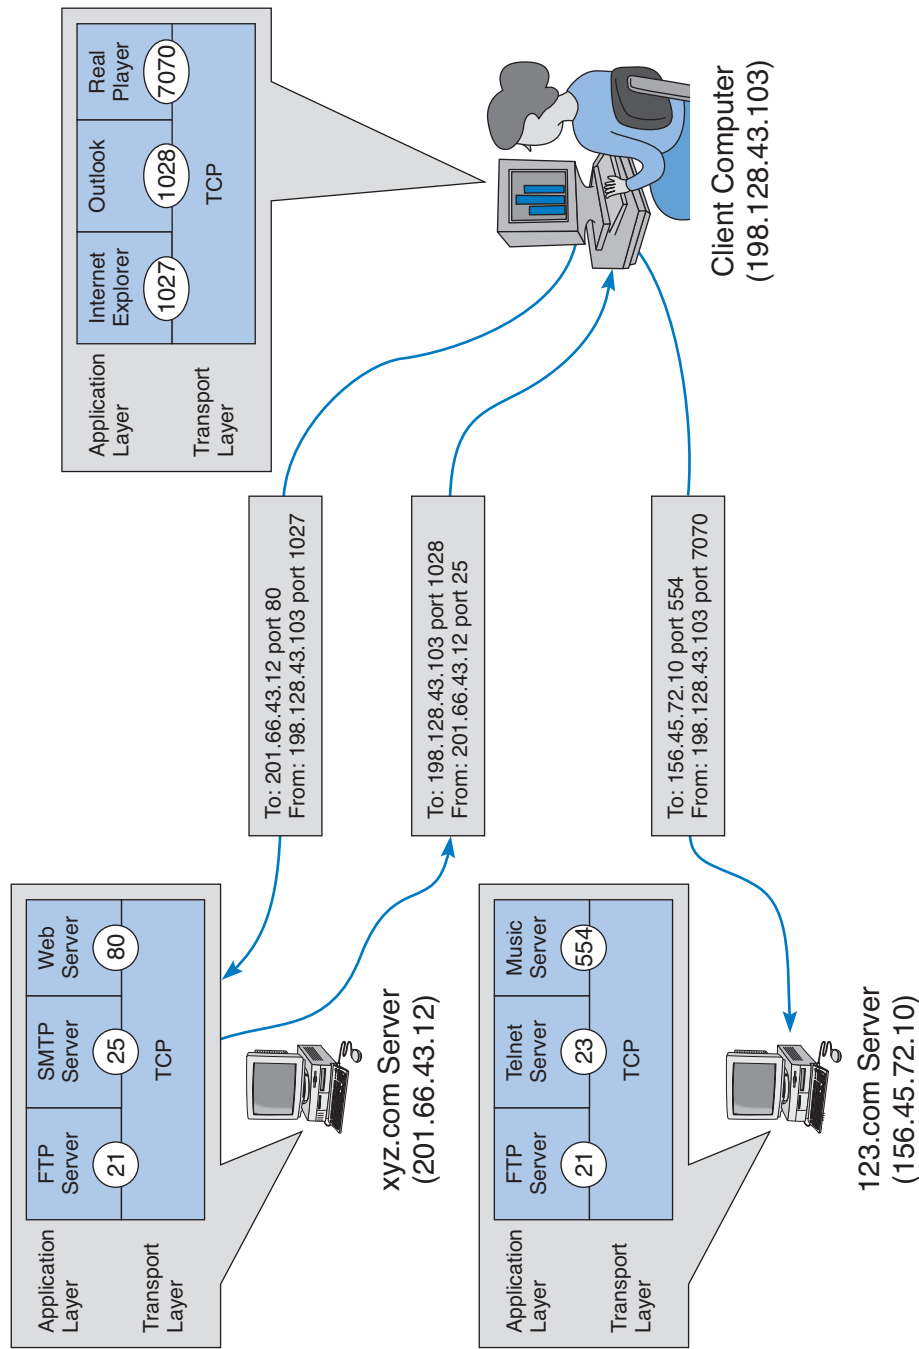 Application
Layer
Transport
Layer
FTP
Server
21
SMTP
Server
25
Web
Server
80
TCP
xyz.com Server
(201.66.43.12)
Application
Layer
Transport
Layer
FTP
Server
21
Telnet
Server
23
Music
Server
554
TCP
123.com Server
(156.45.72.10)
To: 201.66.43.12 port 80
From: 198.128.43.103 port 1027
To: 198.128.43.103 port 1028
From: 201.66.43.12 port 25
To: 156.45.72.10 port 554
From: 198.128.43.103 port 7070
Application
Layer
Transport
Layer
Internet
Explorer
1027
Outlook
1028
Real
Player
7070
TCP
Client Computer
(198.128.43.103)